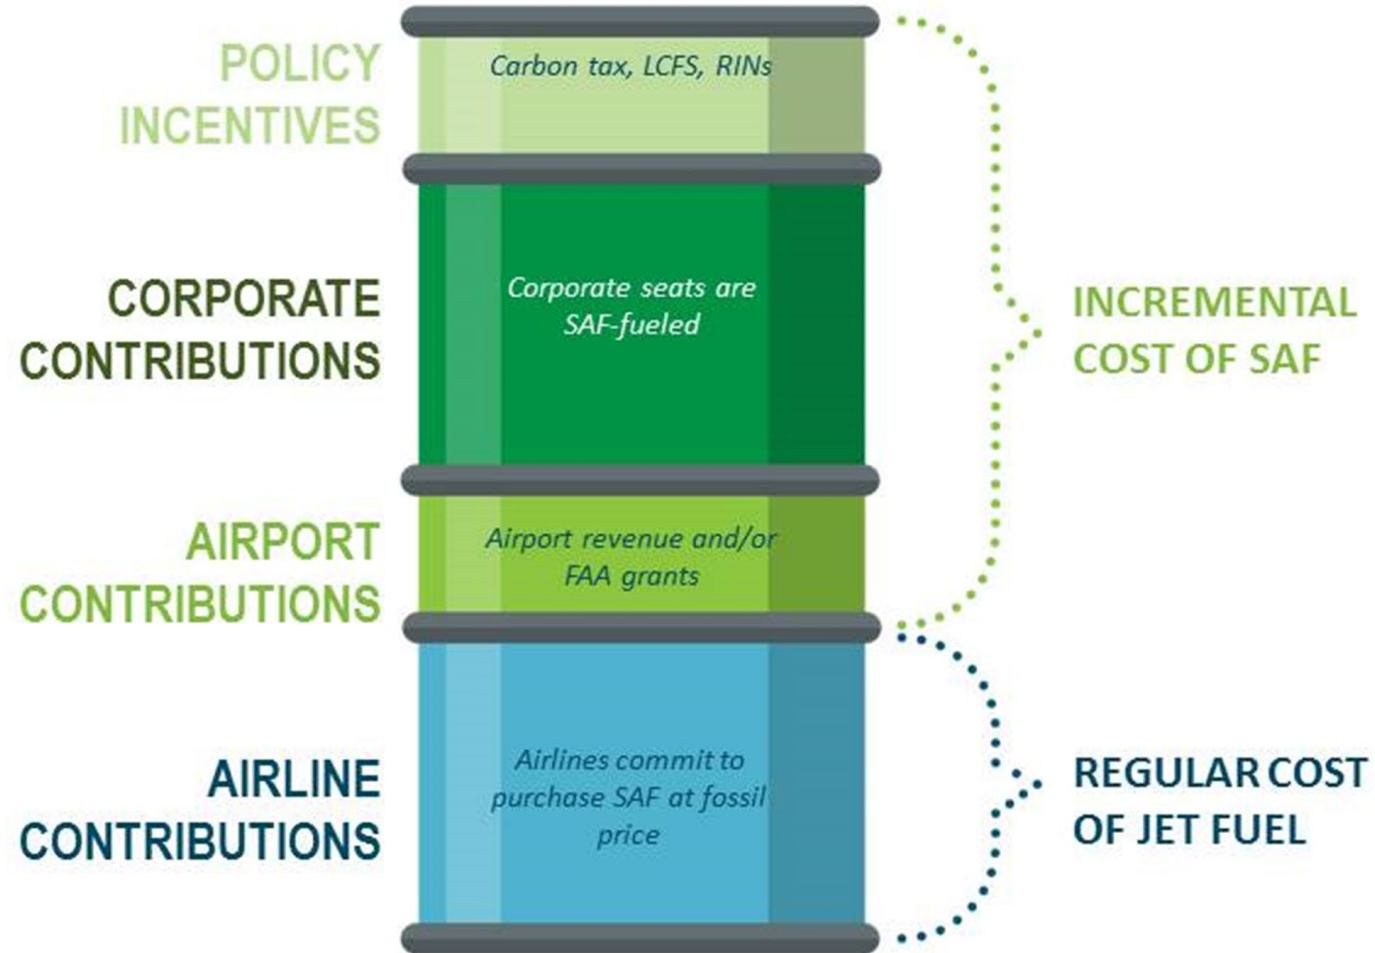 POLICY
INCENTIVES
Carbon tax, LCFS, RINs
CORPORATE
CONTRIBUTIONS
Corporate seats are
SAF-fueled
INCREMENTAL
COST OF SAF
AIRPORT
CONTRIBUTIONS
Airport revenue and/or
FAA grants
AIRLINE
CONTRIBUTIONS
Airlines commit to
purchase SAF at fossil
price
REGULAR COST
OF JET FUEL